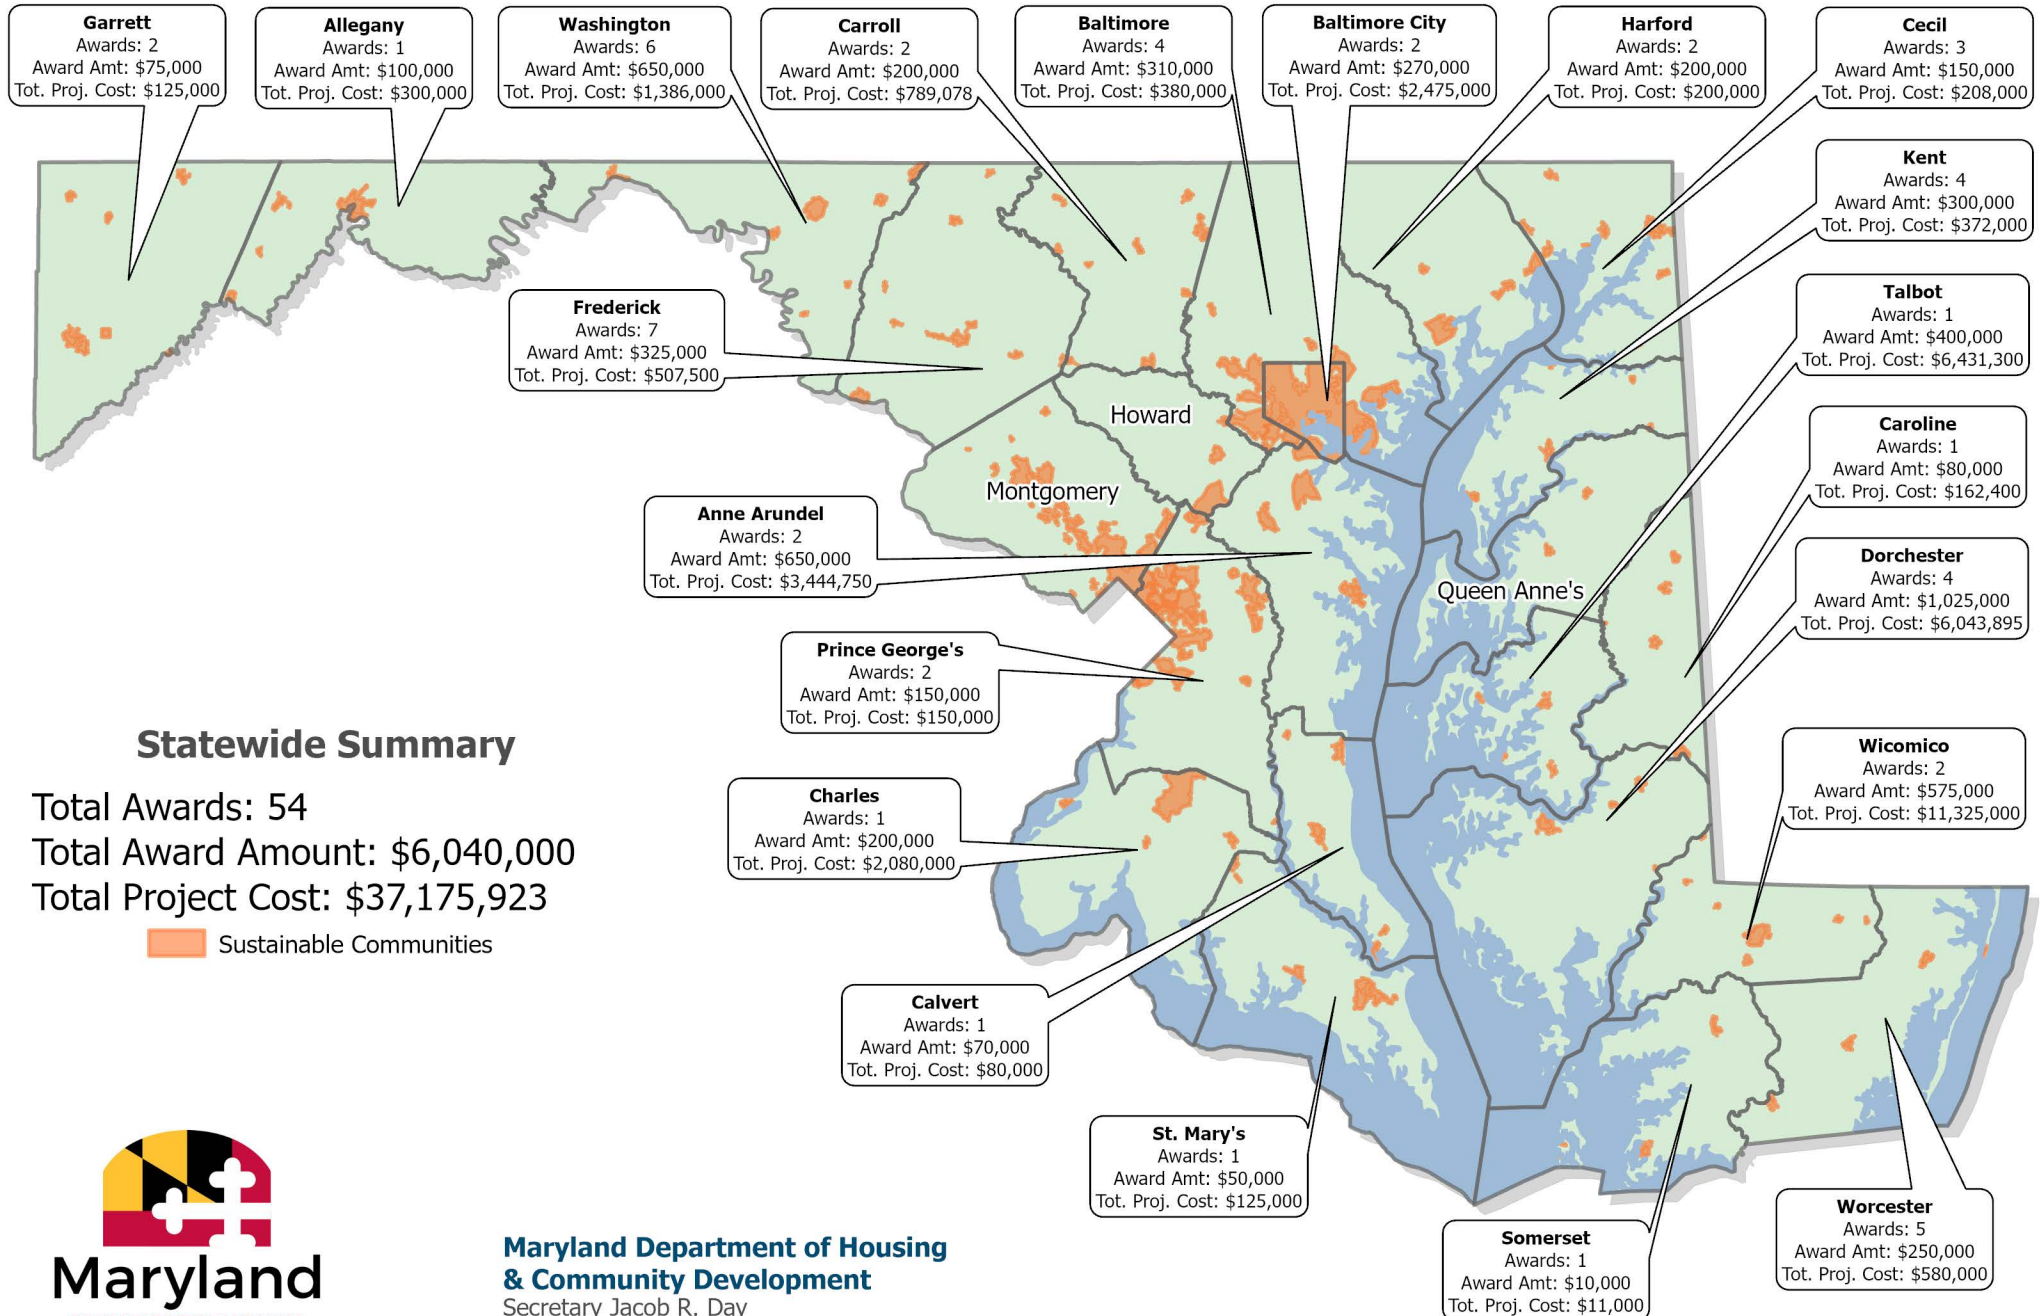 Garrett
Awards: 2
Award Amt: $75,000
Tot. Proj. Cost: $125,000
Allegany
Awards: 1
Award Amt: $100,000
Tot. Proj. Cost: $300,000
Washington
Awards: 6
Award Amt: $650,000
Tot. Proj. Cost: $1,386,000
Carroll
Awards: 2
Award Amt: $200,000
Tot. Proj. Cost: $789,078
Baltimore
Awards: 4
Award Amt: $310,000
Tot. Proj. Cost: $380,000
Baltimore City
Awards: 2
Award Amt: $270,000
Tot. Proj. Cost: $2,475,000
Harford
Awards: 2
Award Amt: $200,000
Tot. Proj. Cost: $200,000
Cecil
Awards: 3
Award Amt: $150,000
Tot. Proj. Cost: $208,000
Kent
Awards: 4
Award Amt: $300,000
Tot. Proj. Cost: $372,000
Talbot
Awards: 1
Award Amt: $400,000
Tot. Proj. Cost: $6,431,300
Frederick
Awards: 7
Award Amt: $325,000
Tot. Proj. Cost: $507,500
Howard
Caroline
Awards: 1
Award Amt: $80,000
Tot. Proj. Cost: $162,400
Montgomery
Anne Arundel
Awards: 2
Award Amt: $650,000
Tot. Proj. Cost: $3,444,750
Queen Anne's
Dorchester
Awards: 4
Award Amt: $1,025,000
Tot. Proj. Cost: $6,043,895
Prince George's
Awards: 2
Award Amt: $150,000
Tot. Proj. Cost: $150,000
Wicomico
Awards: 2
Award Amt: $575,000
Tot. Proj. Cost: $11,325,000
Statewide Summary
Total Awards: 54
Total Award Amount: $6,040,000
Total Project Cost: $37,175,923
Sustainable Communities
Charles
Awards: 1
Award Amt: $200,000
Tot. Proj. Cost: $2,080,000
Calvert
Awards: 1
Award Amt: $70,000
Tot. Proj. Cost: $80,000
St. Mary's
Awards: 1
Award Amt: $50,000
Tot. Proj. Cost: $125,000
Somerset
Awards: 1
Award Amt: $10,000
Tot. Proj. Cost: $11,000
Worcester
Awards: 5
Award Amt: $250,000
Tot. Proj. Cost: $580,000
Maryland
Maryland Department of Housing
& Community Development
Secretary Jacob R. Day